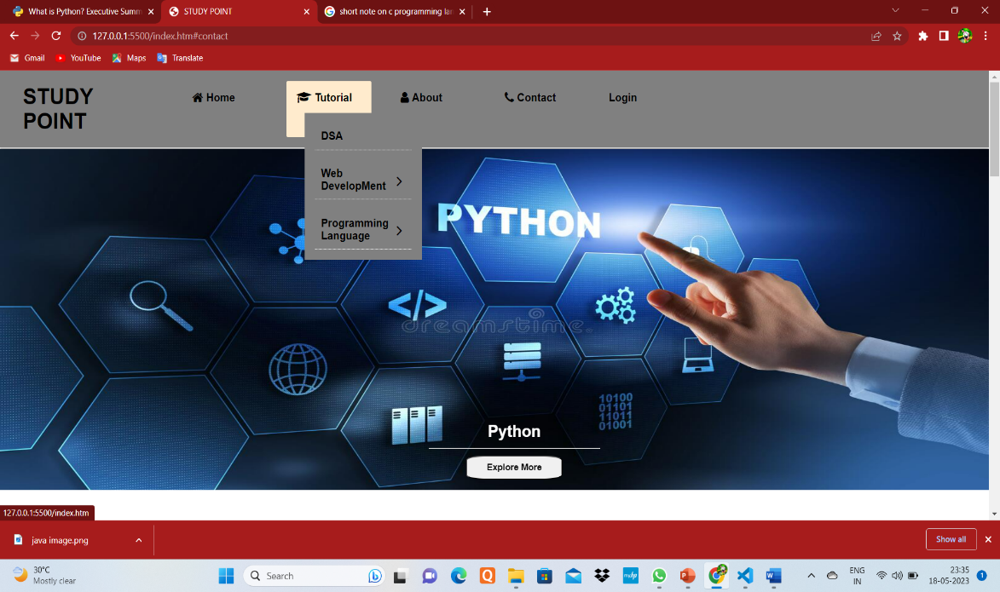 What is Python? Executive Summ
STUDY POINT
short note on c programming lan
127.0.0.1:5500/index.htm#contact
Gmail
YouTube
Maps
Translate
STUDY
POINT
Home
Tutorial
About
Contact
Login
DSA
Web
DevelopMent
Programming
Language
PYTHON
</>
dreamstime.
10100
01101
11011
01001
Python
Explore More
127.0.0.1:5500/index.htm
java image.png
Show all
30°C
Mostly clear
Search
ENG
IN
23:35
18-05-2023
1